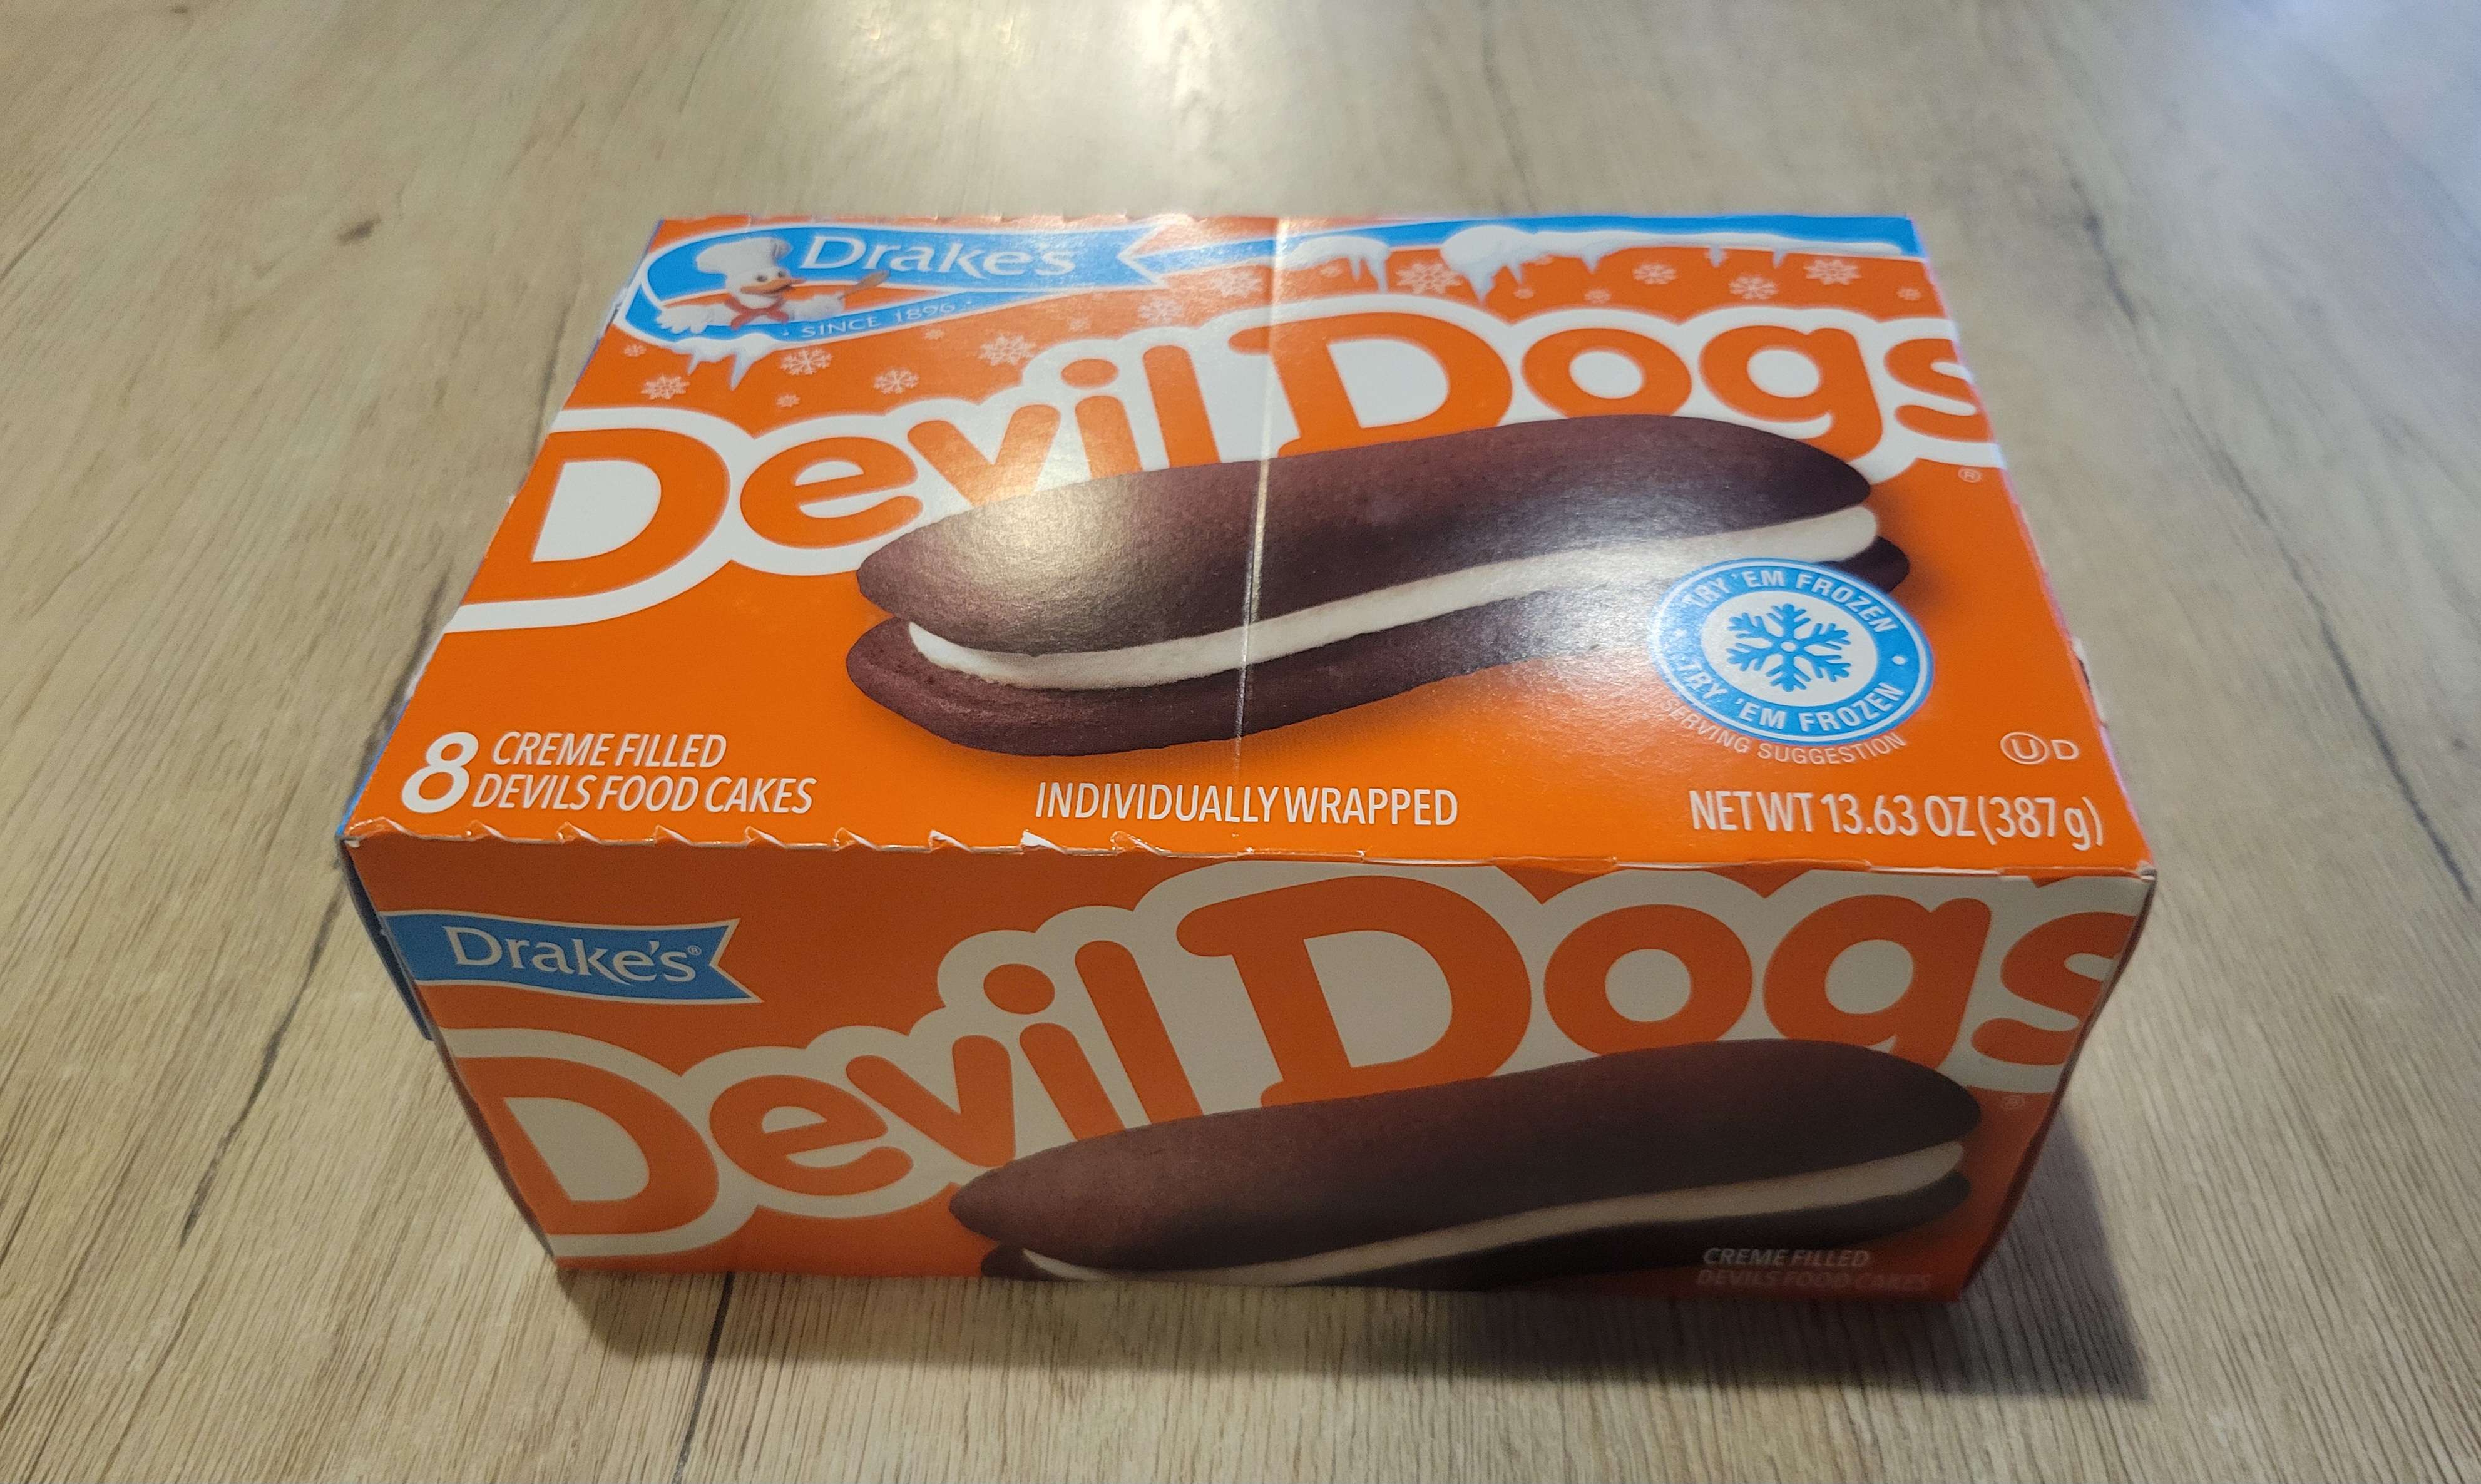 Drake's
SINCE 1896
Devil Dogs®
TRY 'EM FROZEN
TRY 'EM FROZEN
SERVING SUGGESTION
8 CREME FILLED
DEVILS FOOD CAKES
INDIVIDUALLY WRAPPED
U D
NET WT 13.63 OZ (387 g)
Drake's®
Devil Dogs®
CREME FILLED
DEVILS FOOD CAKES